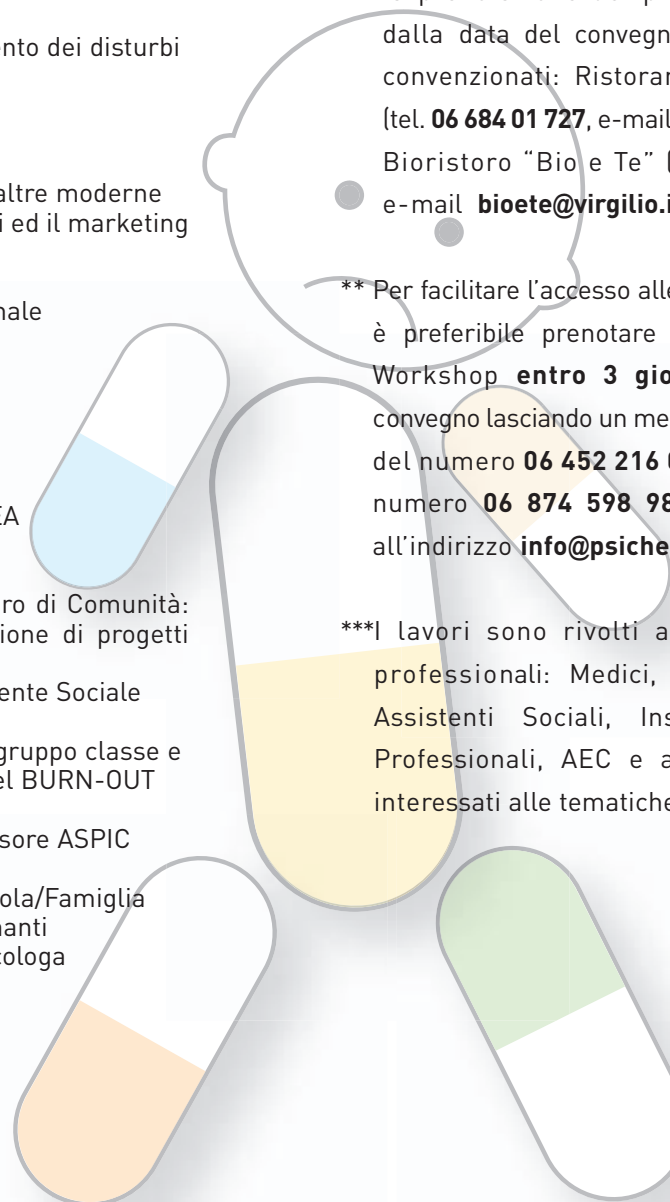 nto dei disturbi
altre moderne
i ed il marketing
nale
EA
ro di Comunità:
ione di progetti
ente Sociale
gruppo classe e
el BURN-OUT
sore ASPIC
ola/Famiglia
nanti
cologa
dalla data del convegn
convenzionati: Ristoran
(tel. 06 684 01 727, e-mail
Bioristoro “Bio e Te” (
e-mail bioete@virgilio.i
** Per facilitare l’accesso alle
è preferibile prenotare
Workshop entro 3 gio
convegno lasciando un me
del numero 06 452 216
numero 06 874 598 98
all’indirizzo info@psiche
***I lavori sono rivolti a
professionali: Medici,
Assistenti Sociali, Ins
Professionali, AEC e a
interessati alle tematiche